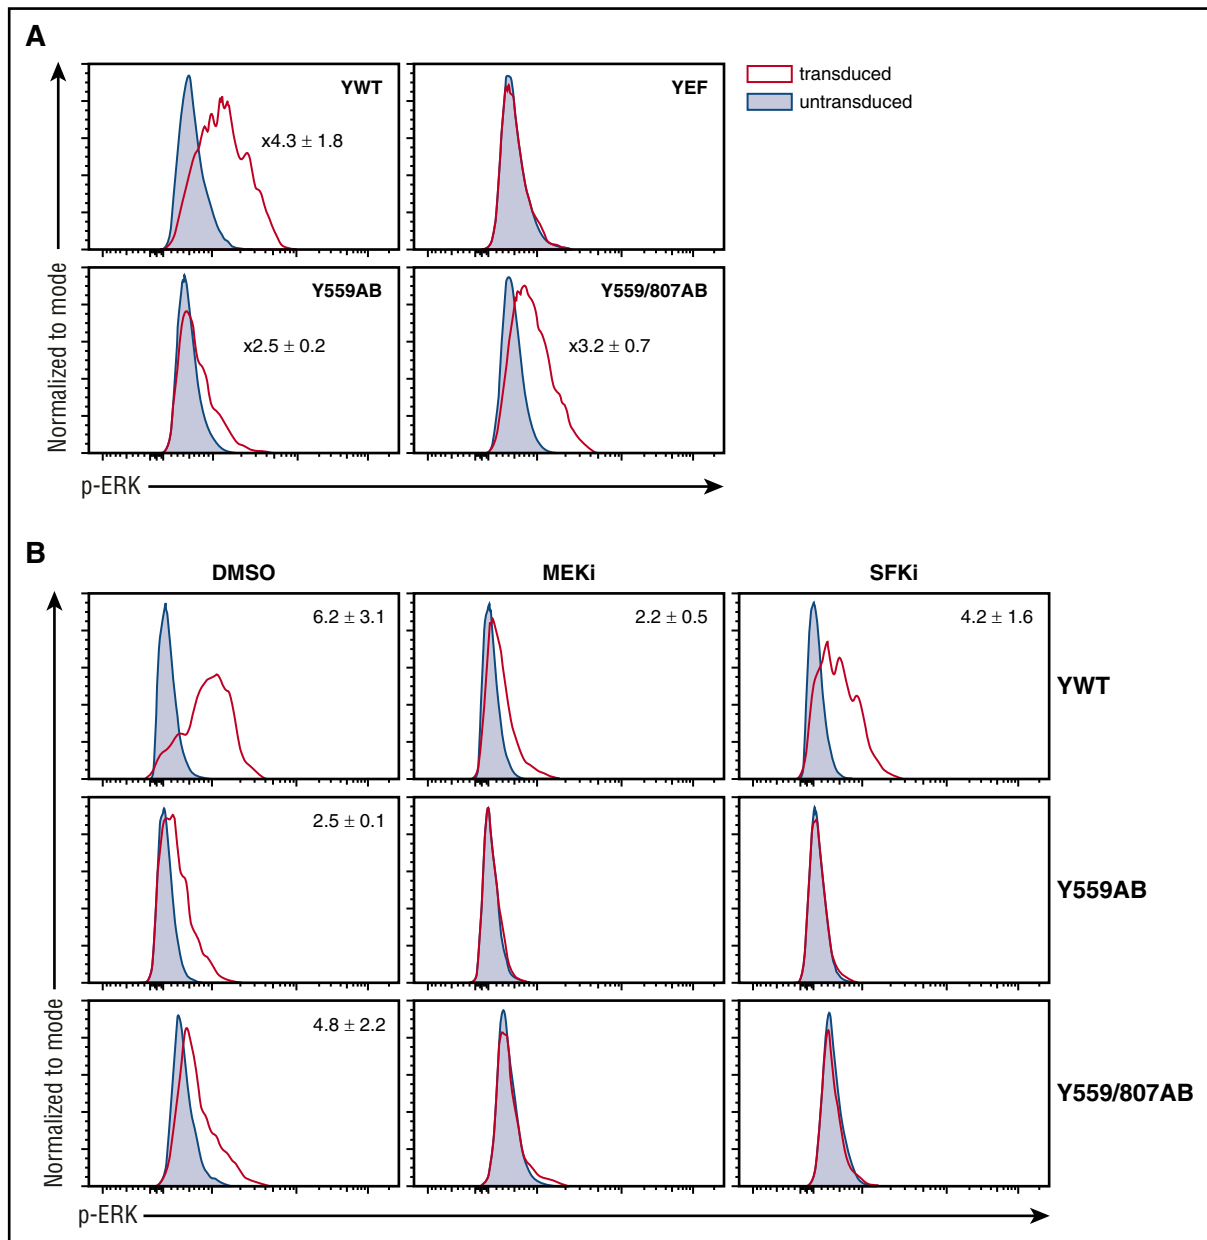 A
YWT
x4.3 ± 1.8
YEF
transduced
untransduced
Y559AB
x2.5 ± 0.2
Y559/807AB
x3.2 ± 0.7
Normalized to mode
p-ERK
B
DMSO
MEKi
SFKi
6.2 ± 3.1
2.2 ± 0.5
4.2 ± 1.6
YWT
2.5 ± 0.1
Y559AB
4.8 ± 2.2
Y559/807AB
Normalized to mode
p-ERK